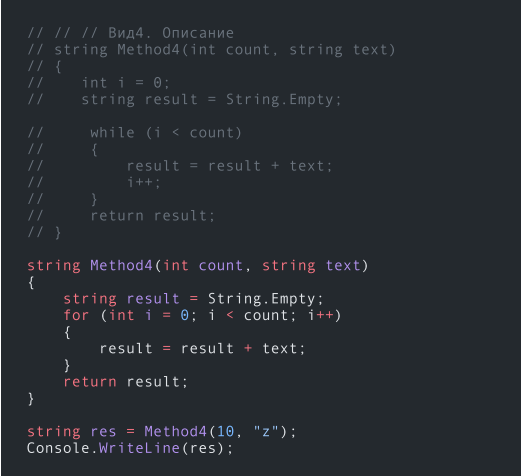 // // // Вид4. Описание
// string Method4(int count, string text)
// {
//    int i = 0;
//    string result = String.Empty;

//     while (i < count)
//     {
//         result = result + text;
//         i++;
//     }
//     return result;
// }

string Method4(int count, string text)
{
    string result = String.Empty;
    for (int i = 0; i < count; i++)
    {
        result = result + text;
    }
    return result;
}

string res = Method4(10, "z");
Console.WriteLine(res);